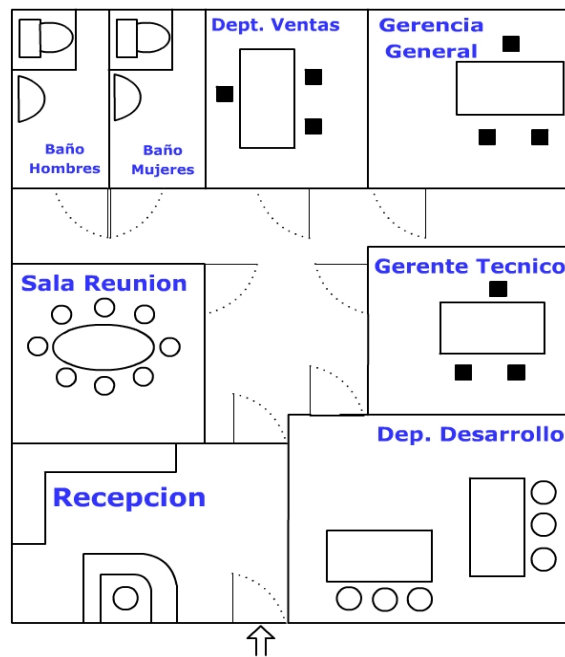 Dept. Ventas
Gerencia
General
Baño
Hombres
Baño
Mujeres
Sala Reunion
Gerente Tecnico
Dep. Desarrollo
Recepcion